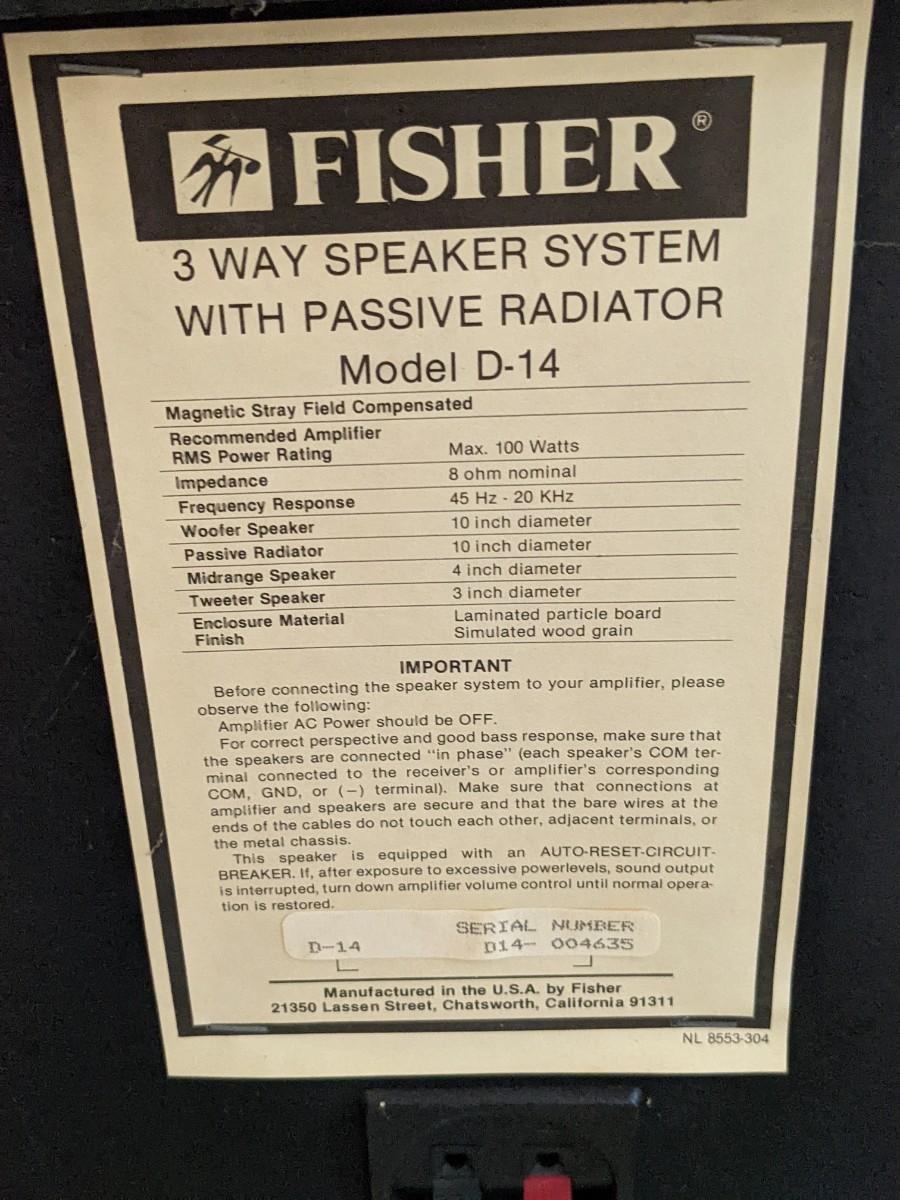 FISHER®
3 WAY SPEAKER SYSTEM
WITH PASSIVE RADIATOR
Model D-14
Magnetic Stray Field Compensated
Recommended Amplifier
RMS Power Rating Max. 100 Watts
Impedance 8 ohm nominal
Frequency Response 45 Hz - 20 KHz
Woofer Speaker 10 inch diameter
Passive Radiator 10 inch diameter
Midrange Speaker 4 inch diameter
Tweeter Speaker 3 inch diameter
Enclosure Material Laminated particle board
Finish Simulated wood grain
IMPORTANT
Before connecting the speaker system to your amplifier, please
observe the following:
Amplifier AC Power should be OFF.
For correct perspective and good bass response, make sure that
the speakers are connected "in phase" (each speaker's COM ter-
minal connected to the receiver's or amplifier's corresponding
COM, GND, or (−) terminal). Make sure that connections at
amplifier and speakers are secure and that the bare wires at the
ends of the cables do not touch each other, adjacent terminals, or
the metal chassis.
This speaker is equipped with an AUTO-RESET-CIRCUIT-
BREAKER. If, after exposure to excessive powerlevels, sound output
is interrupted, turn down amplifier volume control until normal opera-
tion is restored.
SERIAL NUMBER
D-14 D14- 004635
Manufactured in the U.S.A. by Fisher
21350 Lassen Street, Chatsworth, California 91311
NL 8553-304